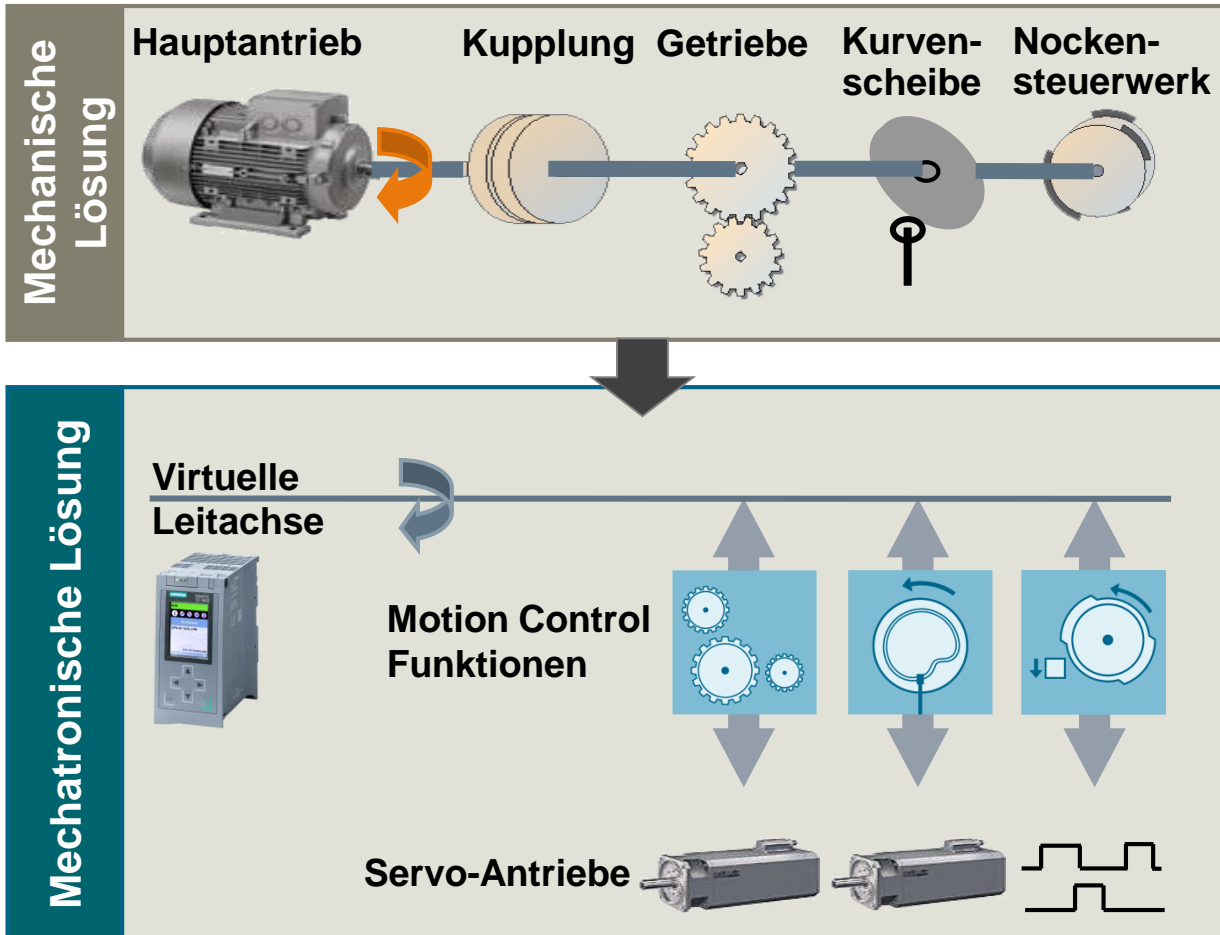 Mechanische
Lösung
Hauptantrieb
Kupplung
Getriebe
Kurven-
scheibe
Nocken-
steuerwerk
Mechatronische Lösung
Virtuelle
Leitachse
Motion Control
Funktionen
Servo-Antriebe